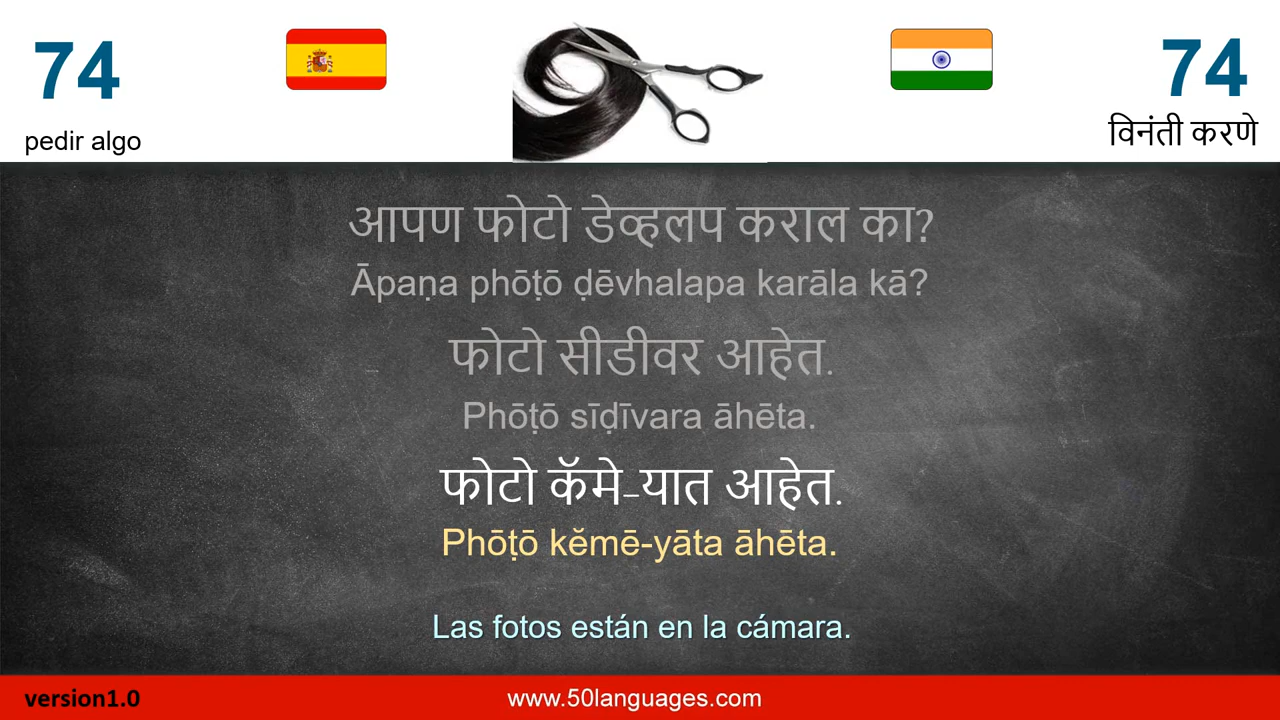 74
74
pedir algo
विनंती करणे
आपण फोटो डेव्हलप कराल का?
Āpaṇa phōṭō ḍēvhalapa karāla kā?
फोटो सीडीवर आहेत.
Phōṭō sīḍīvara āhēta.
फोटो कॅमे-यात आहेत.
Phōṭō kĕmē-yāta āhēta.
Las fotos están en la cámara.
version1.0
www.50languages.com